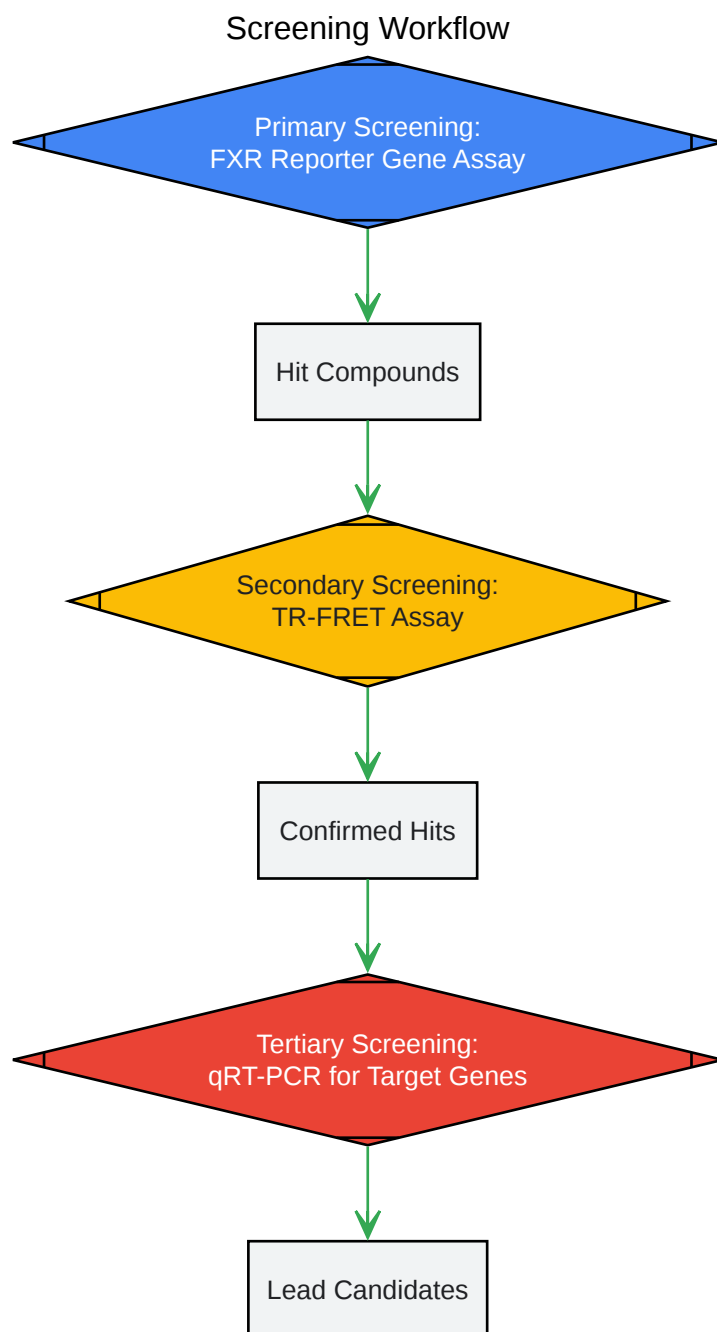 Screening Workflow
Primary Screening:
FXR Reporter Gene Assay
Hit Compounds
Secondary Screening:
TR-FRET Assay
Confirmed Hits
Tertiary Screening:
qRT-PCR for Target Genes
Lead Candidates